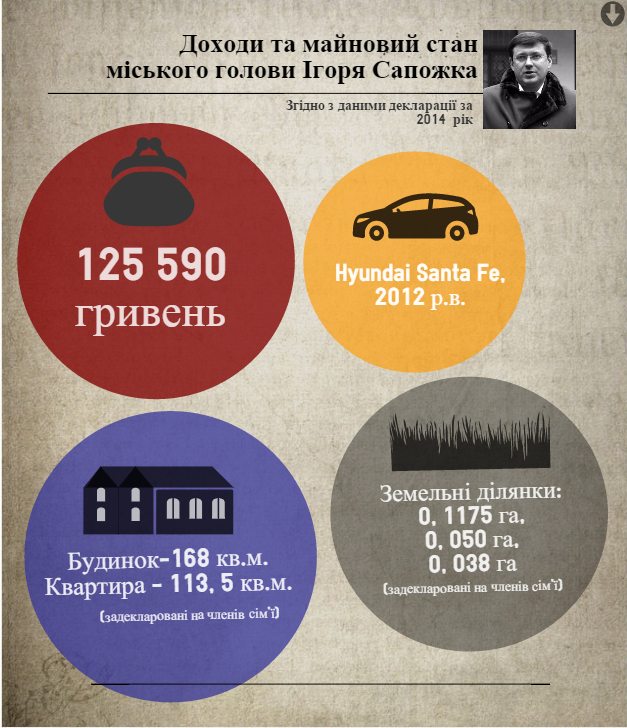 Доходи та майновий стан
міського голови Ігоря Сапожка
Згідно з даними декларації за
2014 рік
125 590
гривень
Hyundai Santa Fe,
2012 р.в.
Земельні ділянки:
0, 1175 га,
0, 050 га,
0, 038 га
(задекларовані на членів сім'ї)
Будинок-168 кв.м.
Квартира - 113, 5 кв.м.
(задекларовані на членів сім'ї)